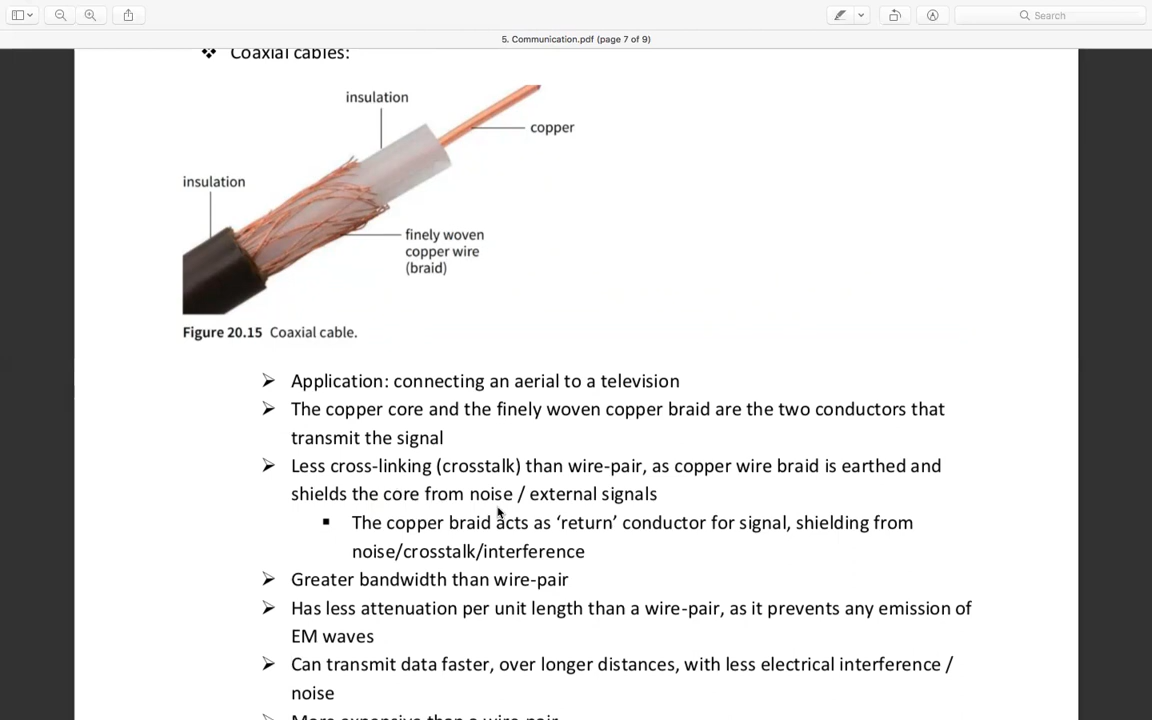 Search
5. Communication.pdf (page 7 of 9)
❖ Coaxial cables:
insulation
copper
insulation
finely woven
copper wire
(braid)
Figure 20.15 Coaxial cable.
➢ Application: connecting an aerial to a television
➢ The copper core and the finely woven copper braid are the two conductors that
transmit the signal
➢ Less cross-linking (crosstalk) than wire-pair, as copper wire braid is earthed and
shields the core from noise / external signals
▪ The copper braid acts as ‘return’ conductor for signal, shielding from
noise/crosstalk/interference
➢ Greater bandwidth than wire-pair
➢ Has less attenuation per unit length than a wire-pair, as it prevents any emission of
EM waves
➢ Can transmit data faster, over longer distances, with less electrical interference /
noise
➢ More expensive than a wire-pair